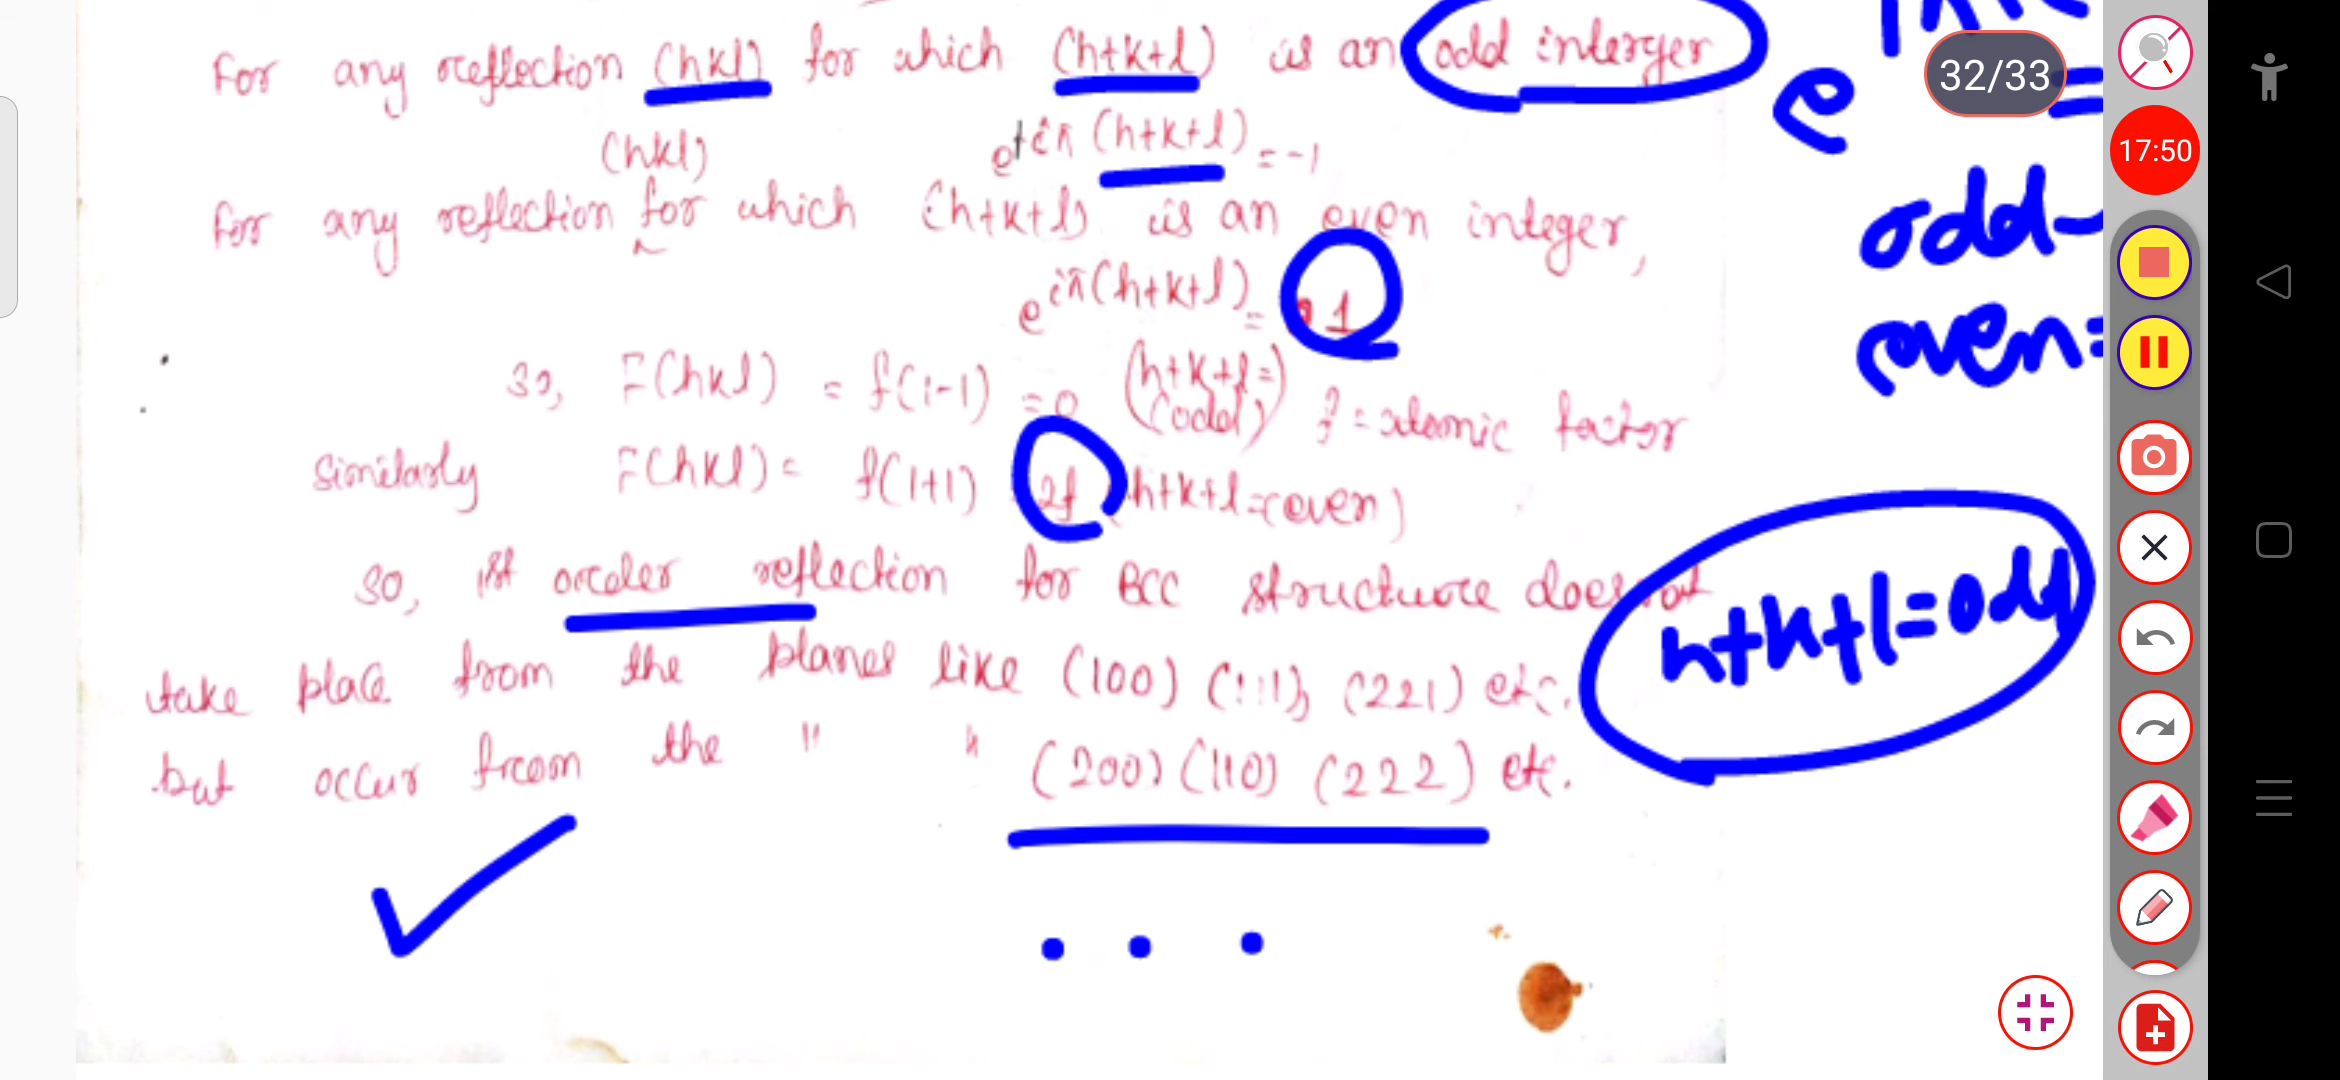 For any reflection (hkl) for which (h+k+l) is an odd interger
32/33
e =
17:50
(hkl)
e+iπ(h+k+l) = -1
For any reflection for which (h+k+l) is an even integer,
odd-
eiπ(h+k+l) = 1
even=
so, F(hkl) = f(1-1) = 0 (h+k+l = odd) f = atomic factor
Similarly F(hkl) = f(1+1) 2f (h+k+l = even)
So, 1st order reflection for BCC structure does not
h+k+l=odd
take place from the planes like (100) (111), (221) etc.
but occur from the " " (200) (110) (222) etc.